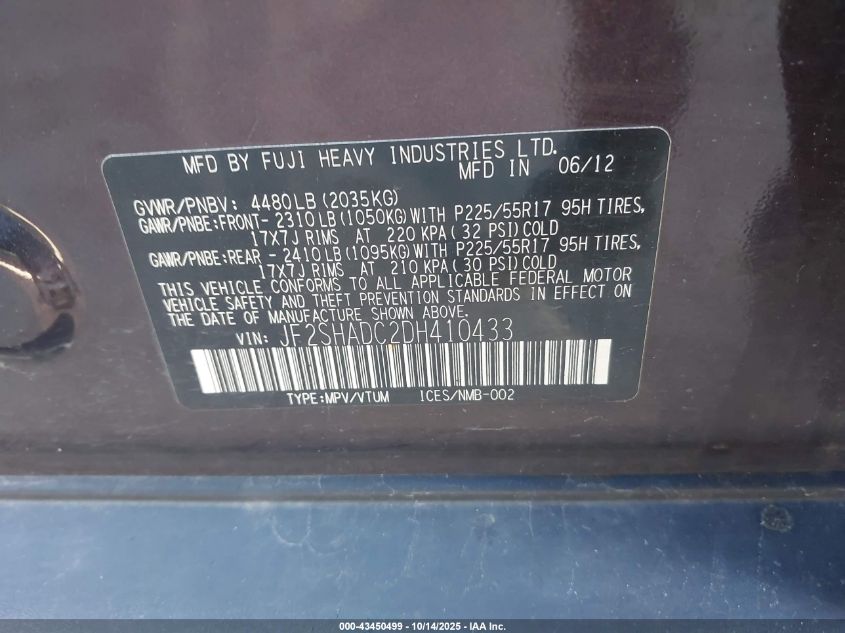 MFD BY FUJI HEAVY INDUSTRIES LTD.
MFD IN 06/12
GVWR/PNBV: 4480LB(2035KG)
GAWR/PNBE:FRONT- 2310LB(1050KG)WITH P225/55R17 95H TIRES,
17X7J RIMS AT 220 KPA(32 PSI)COLD
GAWR/PNBE:REAR - 2410LB(1095KG)WITH P225/55R17 95H TIRES,
17X7J RIMS AT 210 KPA(30 PSI)COLD
THIS VEHICLE CONFORMS TO ALL APPLICABLE FEDERAL MOTOR
VEHICLE SAFETY AND THEFT PREVENTION STANDARDS IN EFFECT ON
THE DATE OF MANUFACTURE SHOWN ABOVE.
VIN: JF2SHADC2DH410433
TYPE:MPV/VTUM ICES/NMB-002
000-43450499 - 10/14/2025 - IAA Inc.